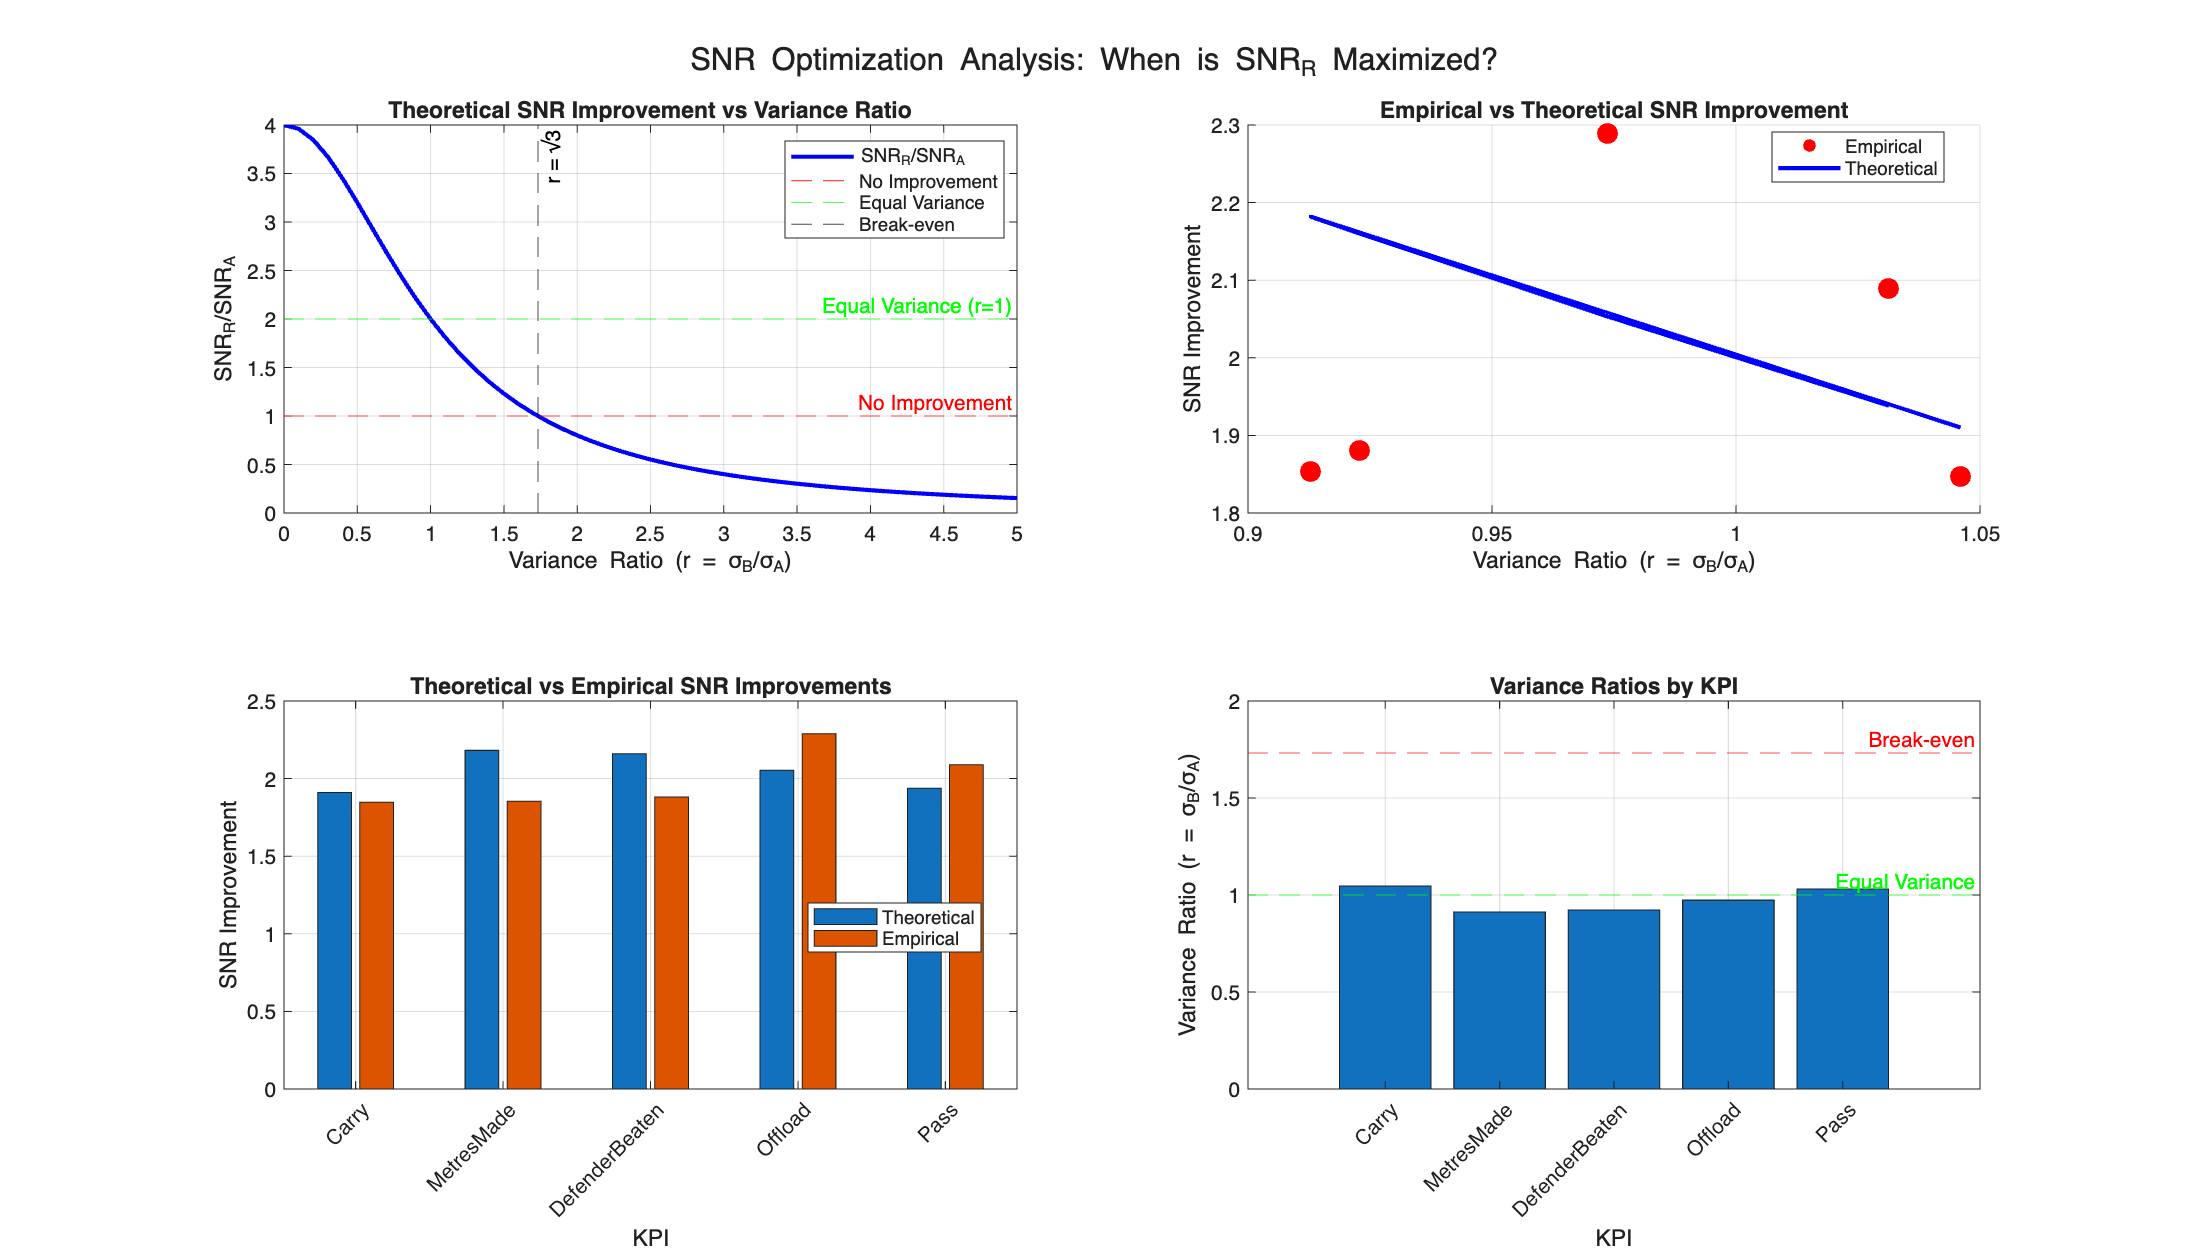 SNR Optimization Analysis: When is SNR_R Maximized?
Theoretical SNR Improvement vs Variance Ratio
SNR_R/SNR_A
4
3.5
3
2.5
2
1.5
1
0.5
0
r = √3
SNR_R/SNR_A
No Improvement
Equal Variance
Break-even
Equal Variance (r=1)
No Improvement
0 0.5 1 1.5 2 2.5 3 3.5 4 4.5 5
Variance Ratio (r = σ_B/σ_A)
Empirical vs Theoretical SNR Improvement
SNR Improvement
2.3
2.2
2.1
2
1.9
1.8
Empirical
Theoretical
0.9 0.95 1 1.05
Variance Ratio (r = σ_B/σ_A)
Theoretical vs Empirical SNR Improvements
SNR Improvement
2.5
2
1.5
1
0.5
0
Theoretical
Empirical
Carry MetresMade DefenderBeaten Offload Pass
KPI
Variance Ratios by KPI
Variance Ratio (r = σ_B/σ_A)
2
1.5
1
0.5
0
Break-even
Equal Variance
Carry MetresMade DefenderBeaten Offload Pass
KPI